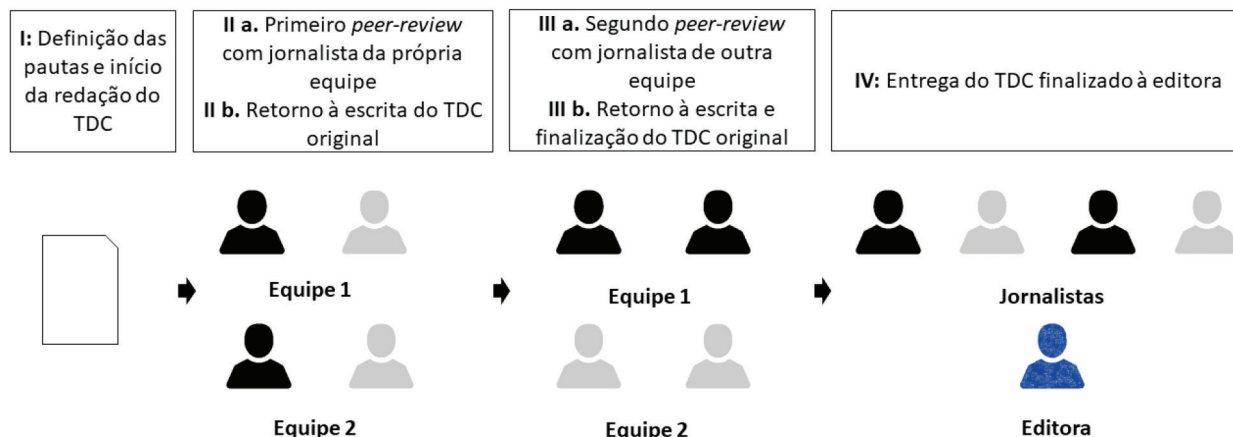 I: Definição das
pautas e início
da redação do
TDC
II a. Primeiro peer-review
com jornalista da própria
equipe
II b. Retorno à escrita do TDC
original
III a. Segundo peer-review
com jornalista de outra
equipe
III b. Retorno à escrita e
finalização do TDC original
IV: Entrega do TDC finalizado à editora
Equipe 1
Equipe 2
Equipe 1
Equipe 2
Jornalistas
Editora